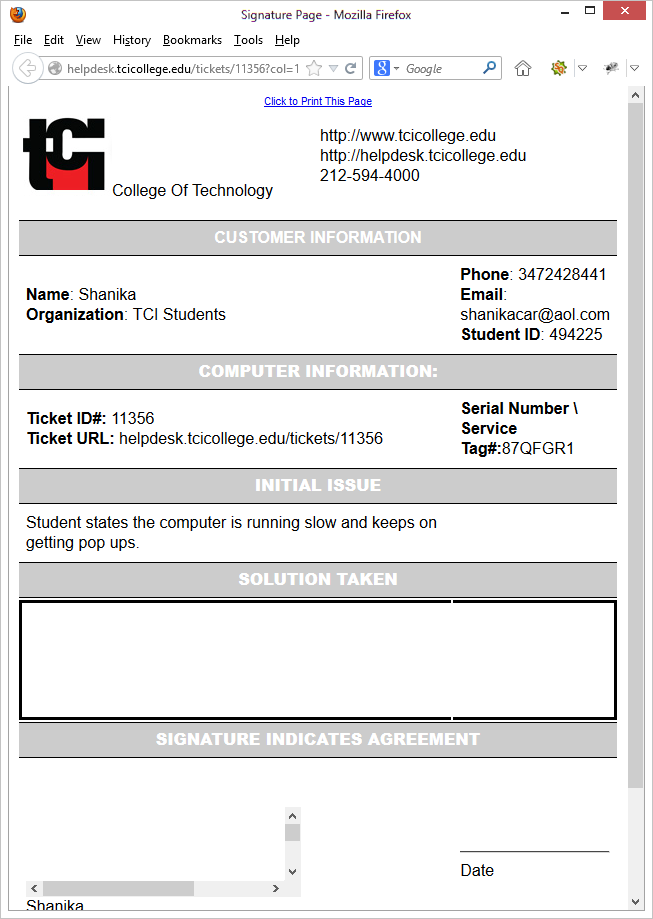 Signature Page - Mozilla Firefox
File Edit View History Bookmarks Tools Help
helpdesk.tcicollege.edu/tickets/11356?col=1
Google
Click to Print This Page
tci College Of Technology
http://www.tcicollege.edu
http://helpdesk.tcicollege.edu
212-594-4000
CUSTOMER INFORMATION
Name: Shanika
Organization: TCI Students
Phone: 3472428441
Email:
shanikacar@aol.com
Student ID: 494225
COMPUTER INFORMATION:
Ticket ID#: 11356
Ticket URL: helpdesk.tcicollege.edu/tickets/11356
Serial Number \
Service
Tag#:87QFGR1
INITIAL ISSUE
Student states the computer is running slow and keeps on
getting pop ups.
SOLUTION TAKEN
SIGNATURE INDICATES AGREEMENT
Date
Shanika